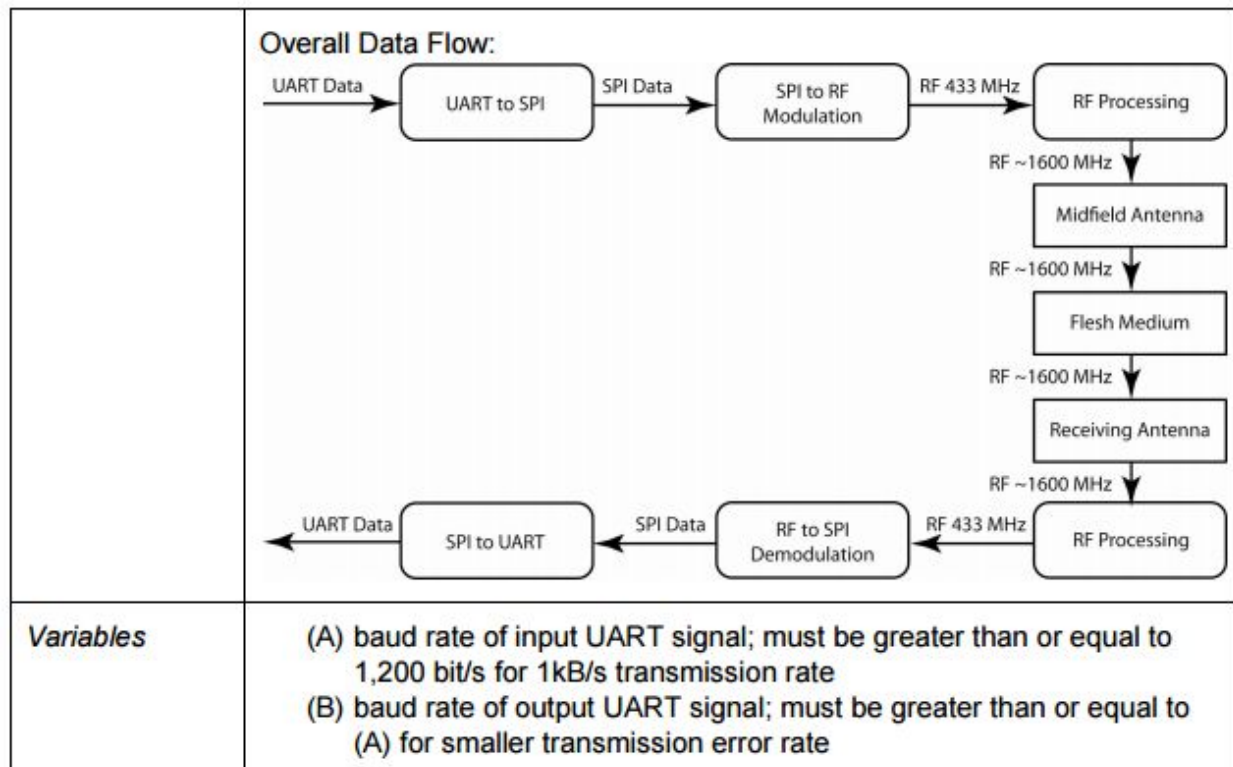 Overall Data Flow:
UART Data
UART to SPI
SPI Data
SPI to RF
Modulation
RF 433 MHz
RF Processing
RF ~1600 MHz
Midfield Antenna
RF ~1600 MHz
Flesh Medium
RF ~1600 MHz
Receiving Antenna
RF ~1600 MHz
RF Processing
RF 433 MHz
RF to SPI
Demodulation
SPI Data
SPI to UART
UART Data
Variables
(A) baud rate of input UART signal; must be greater than or equal to
1,200 bit/s for 1kB/s transmission rate
(B) baud rate of output UART signal; must be greater than or equal to
(A) for smaller transmission error rate